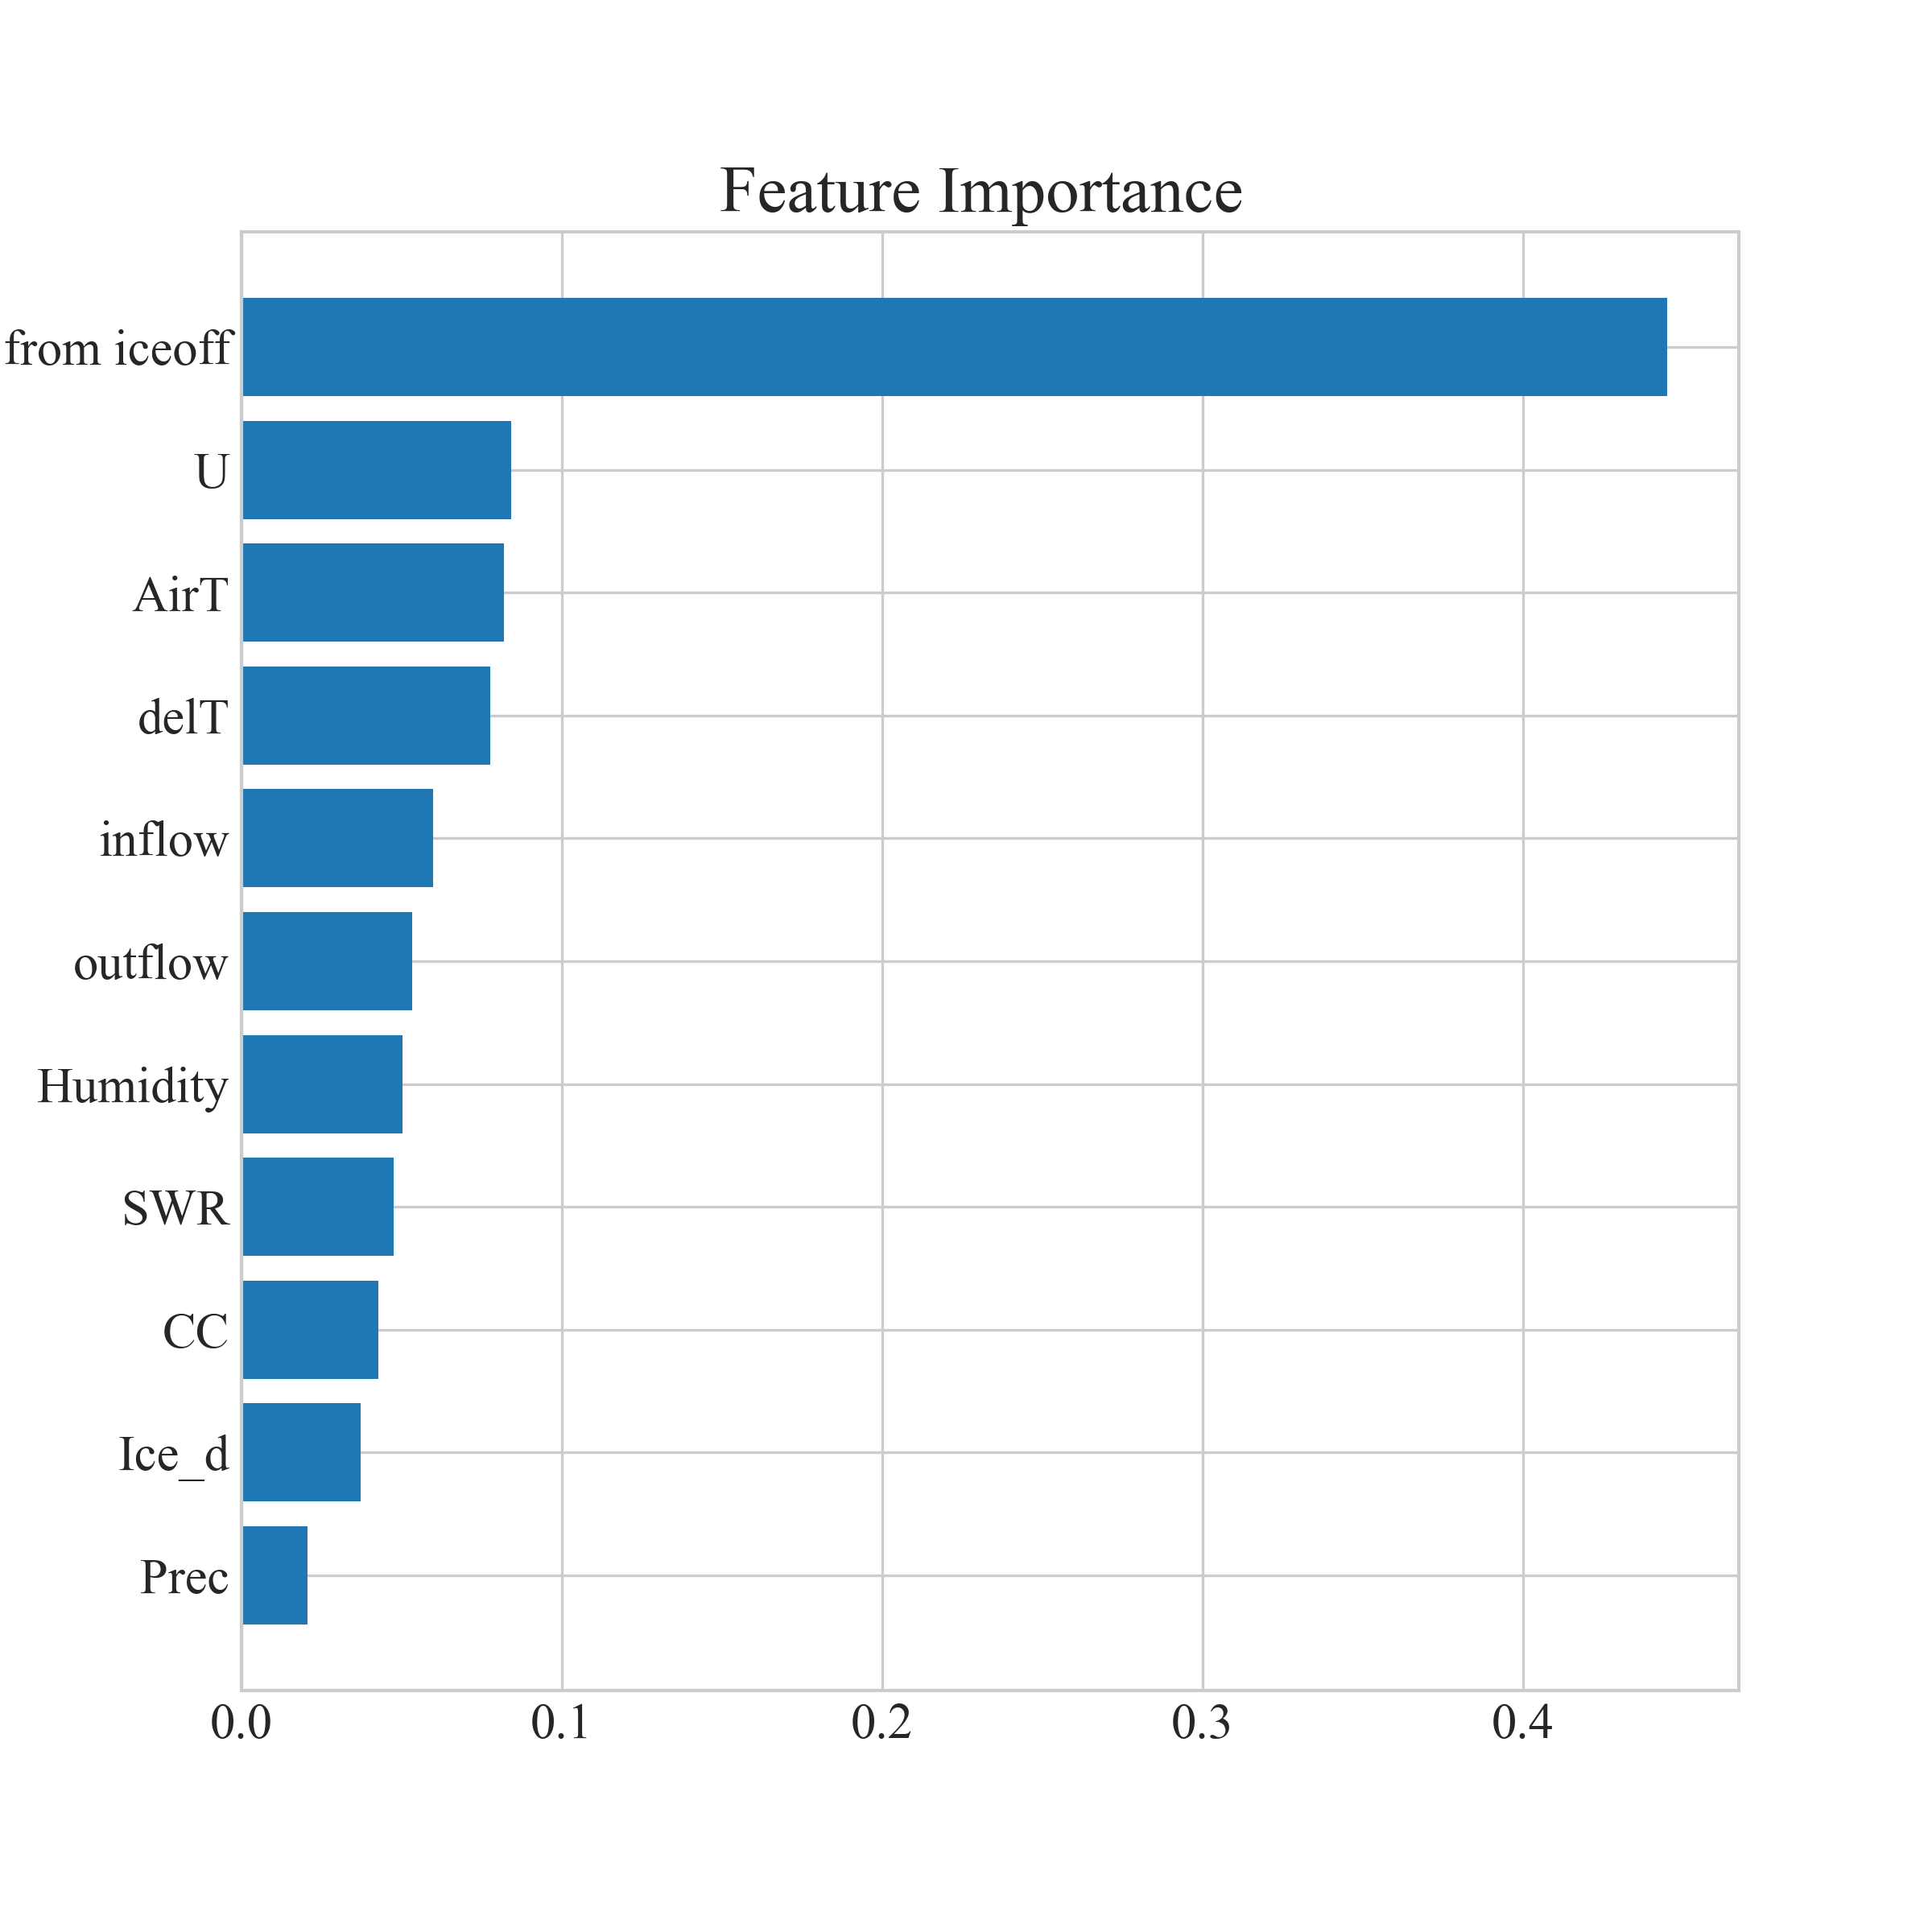 Feature Importance
from iceoff
U
AirT
delT
inflow
outflow
Humidity
SWR
CC
Ice_d
Prec
0.0 0.1 0.2 0.3 0.4